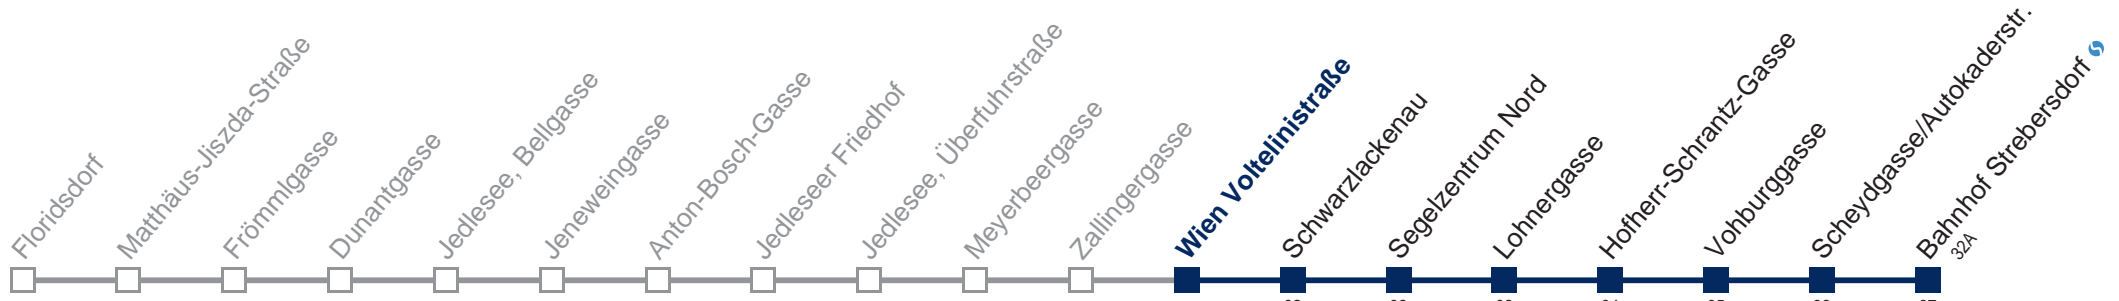 Floridsdorf
Matthäus-Jiszda-Straße
Frömmlgasse
Dunantgasse
Jedlesee, Bellgasse
Jeneweingasse
Anton-Bosch-Gasse
Jedleseer Friedhof
Jedlesee, Überfuhrstraße
Meyerbeergasse
Zallingergasse
Wien Voltelinistraße
Schwarzlackenau
Segelzentrum Nord
Lohnergasse
Hofherr-Schrantz-Gasse
Vohburggasse
Scheydgasse/Autokaderstr.
Bahnhof Strebersdorf
32A